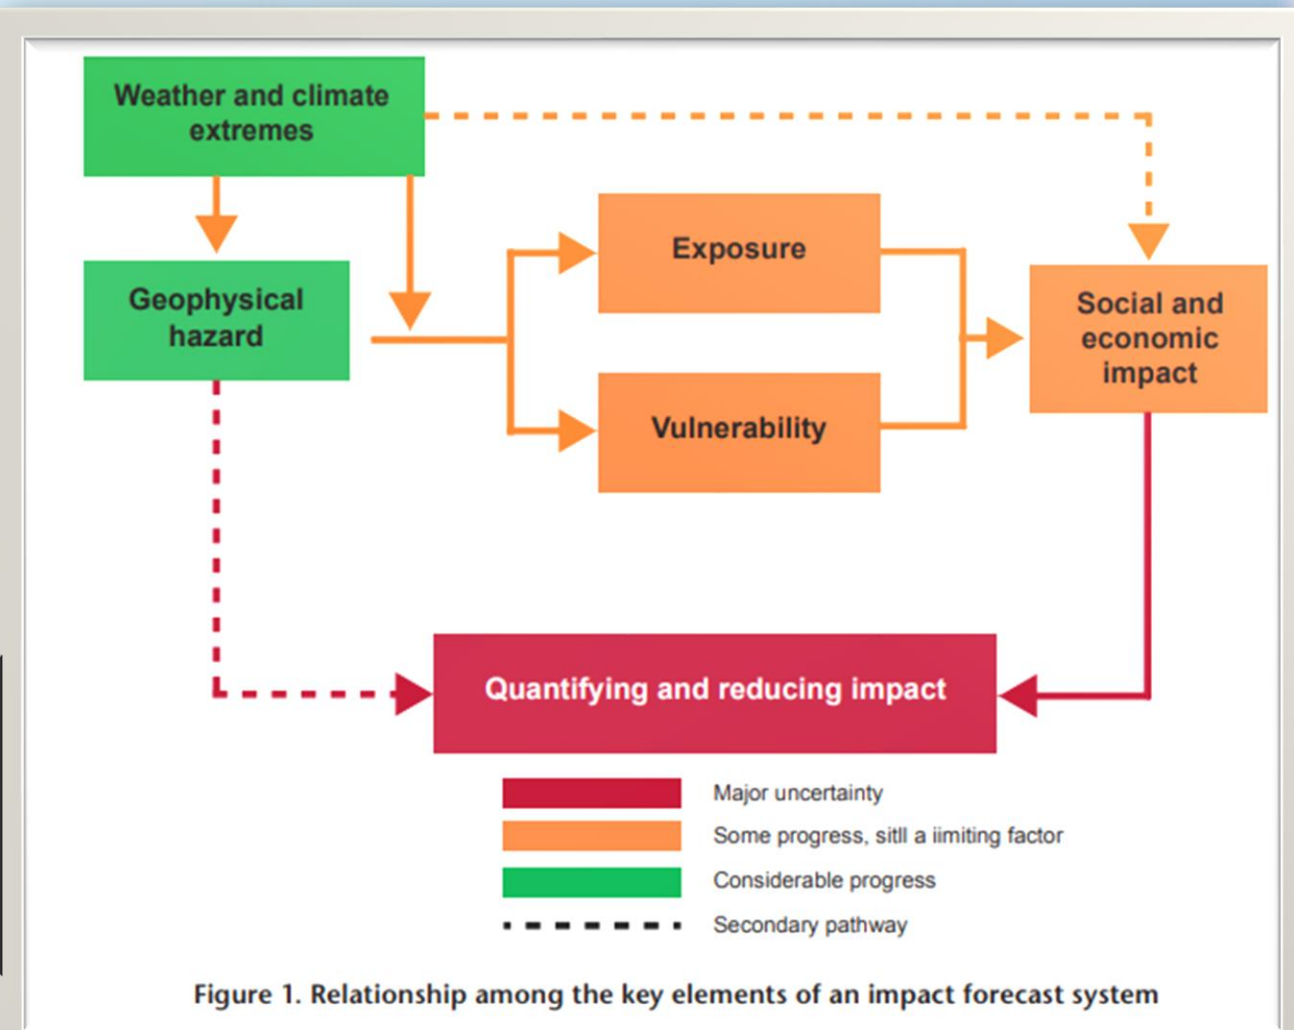 Weather and climate
extremes
Geophysical
hazard
Exposure
Vulnerability
Social and
economic
impact
Quantifying and reducing impact
Major uncertainty
Some progress, sitll a iimiting factor
Considerable progress
Secondary pathway
Figure 1. Relationship among the key elements of an impact forecast system